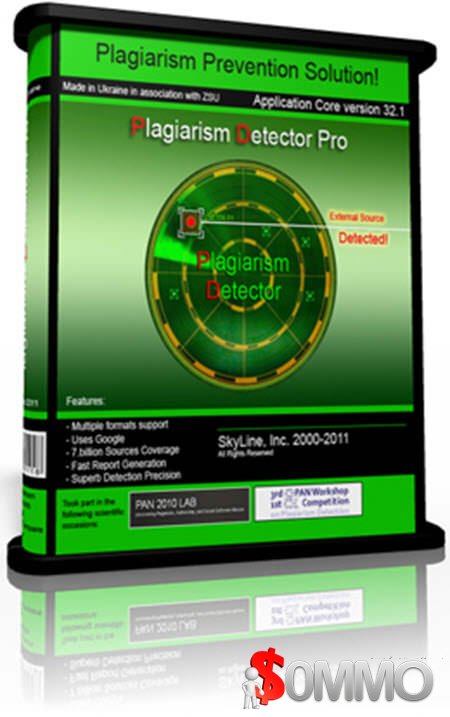 Plagiarism Prevention Solution!
Made in Ukraine in association with ZSU
Application Core version 32.1
Plagiarism Detector Pro
External Source
Detected!
Plagiarism
Detector
Features:
- Multiple formats support
- Uses Google
- 7.billion Sources Coverage
- Fast Report Generation
- Superb Detection Precision
SkyLine, Inc. 2000-2011
All Rights Reserved
Took part in the
following scientific
occasions:
PAN 2010 LAB
3rd PAN Workshop
1st Competition
on Plagiarism Detection
$OMMO